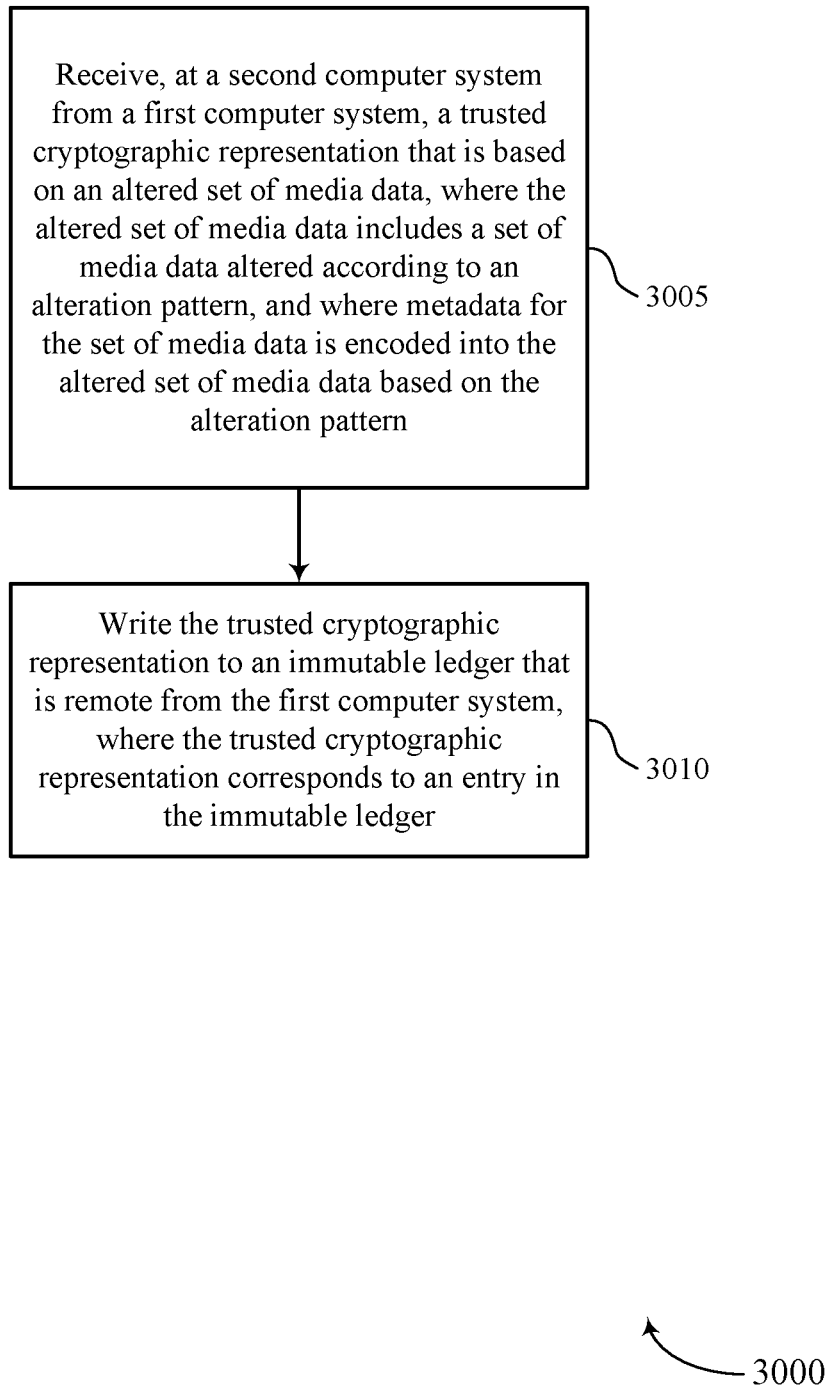 Receive, at a second computer system
from a first computer system, a trusted
cryptographic representation that is based
on an altered set of media data, where the
altered set of media data includes a set of
media data altered according to an
alteration pattern, and where metadata for
the set of media data is encoded into the
altered set of media data based on the
alteration pattern
3005
Write the trusted cryptographic
representation to an immutable ledger that
is remote from the first computer system,
where the trusted cryptographic
representation corresponds to an entry in
the immutable ledger
3010
3000